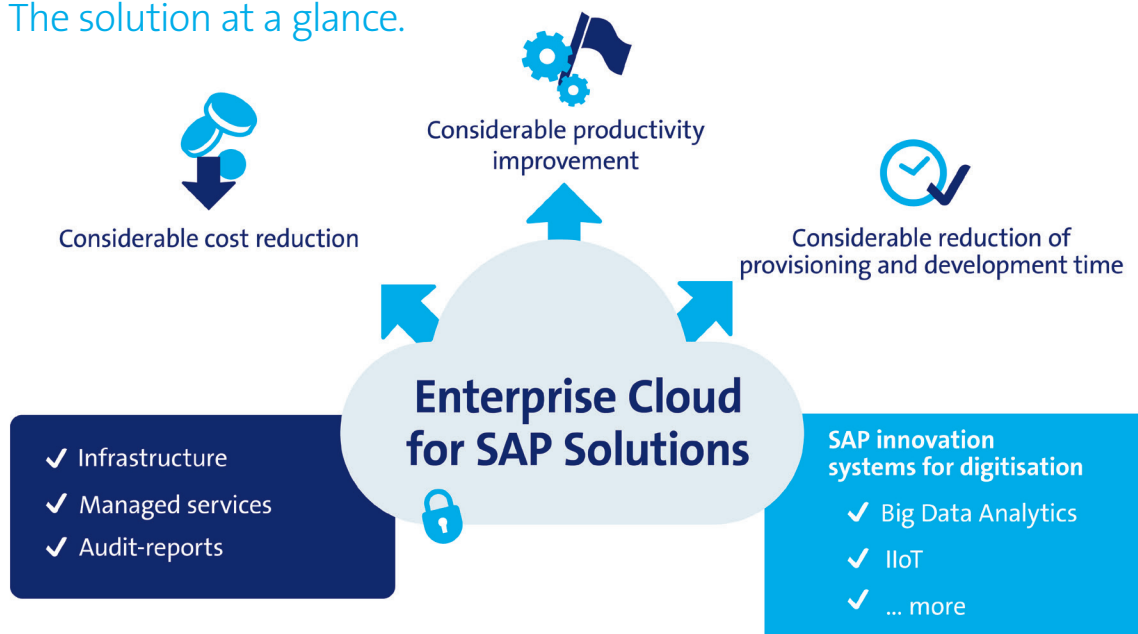 The solution at a glance.
Considerable productivity
improvement
Considerable cost reduction
Considerable reduction of
provisioning and development time
Enterprise Cloud
for SAP Solutions
Infrastructure
Managed services
Audit-reports
SAP innovation
systems for digitisation
Big Data Analytics
IIoT
... more